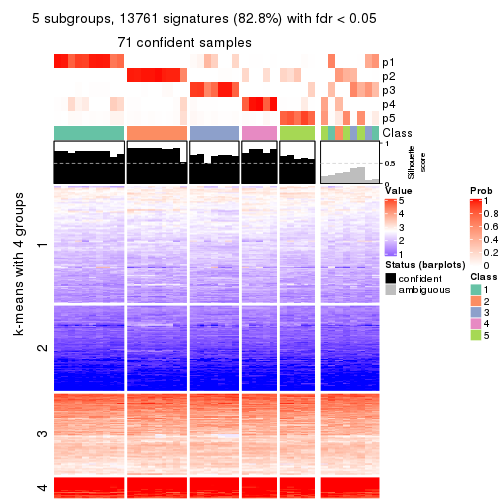 5 subgroups, 13761 signatures (82.8%) with fdr < 0.05
71 confident samples
p1
p2
p3
p4
p5
Class
1
0.5
0
Silhouette
score
k-means with 4 groups
1
2
3
4
Value
5
4
3
2
1
Status (barplots)
confident
ambiguous
Prob
1
0.8
0.6
0.4
0.2
0
Class
1
2
3
4
5